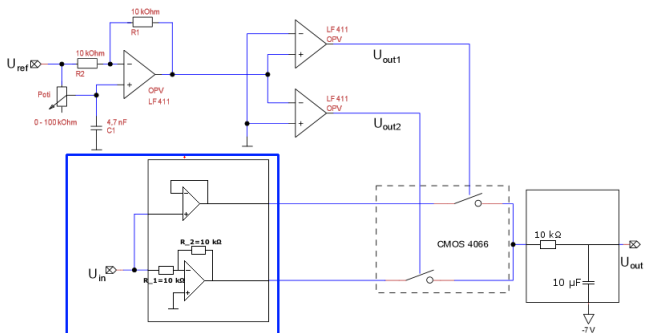 10 kOhm
R1
10 kOhm
R2
U_ref
OPV
LF 411
Poti
0 - 100 kOhm
4,7 nF
C1
LF 411
OPV
U_out1
LF 411
OPV
U_out2
U_in
R_1=10 kΩ
R_2=10 kΩ
CMOS 4066
10 kΩ
10 µF
U_out
-7 V